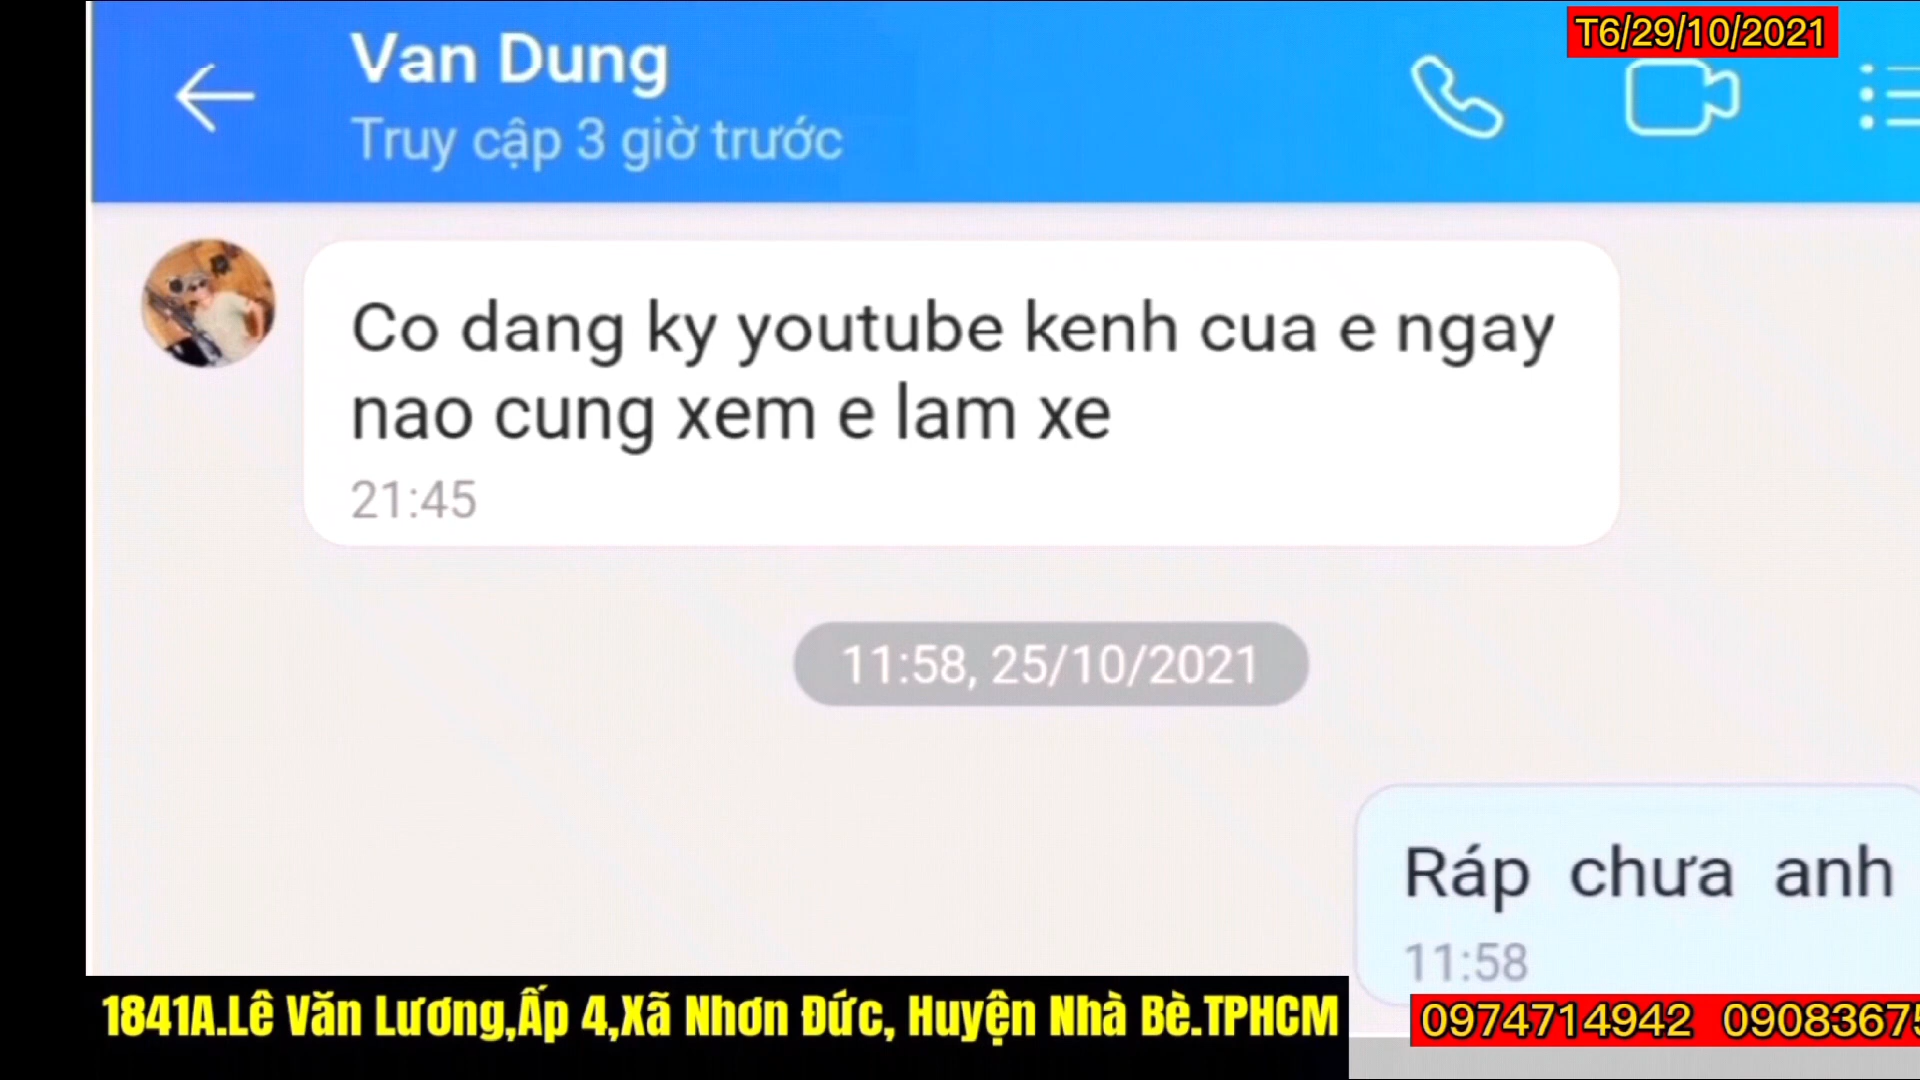 T6/29/10/2021
Van Dung
Truy cập 3 giờ trước
Co dang ky youtube kenh cua e ngay
nao cung xem e lam xe
21:45
11:58, 25/10/2021
Ráp chưa anh
11:58
1841A.Lê Văn Lương,Ấp 4,Xã Nhơn Đức, Huyện Nhà Bè.TPHCM
0974714942